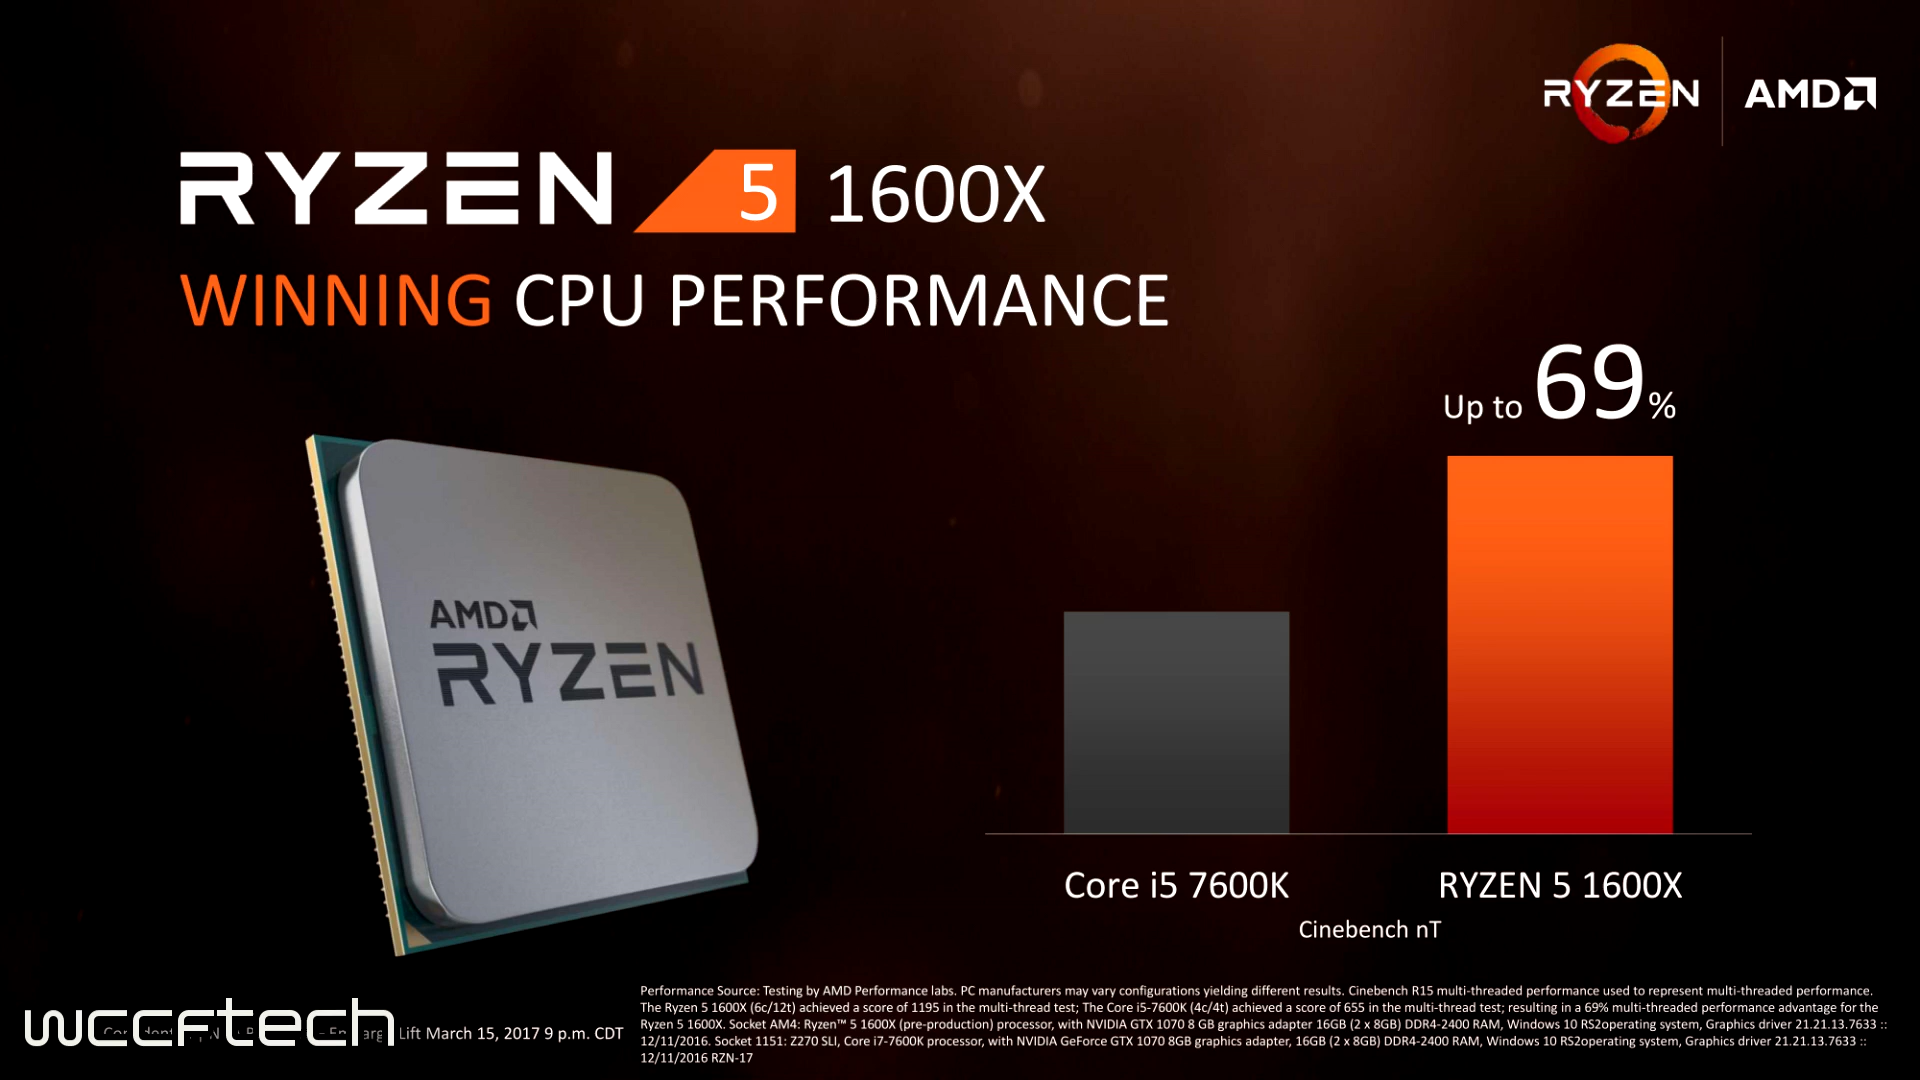 RYZEN | AMD
RYZEN 5 1600X
WINNING CPU PERFORMANCE
Up to 69%
AMD
RYZEN
Core i5 7600K RYZEN 5 1600X
Cinebench nT
Performance Source: Testing by AMD Performance labs. PC manufacturers may vary configurations yielding different results. Cinebench R15 multi-threaded performance used to represent multi-threaded performance.
The Ryzen 5 1600X (6c/12t) achieved a score of 1195 in the multi-thread test; The Core i5-7600K (4c/4t) achieved a score of 655 in the multi-thread test; resulting in a 69% multi-threaded performance advantage for the
Ryzen 5 1600X. Socket AM4: Ryzen™ 5 1600X (pre-production) processor, with NVIDIA GTX 1070 8 GB graphics adapter 16GB (2 x 8GB) DDR4-2400 RAM, Windows 10 RS2operating system, Graphics driver 21.21.13.7633 ::
12/11/2016. Socket 1151: Z270 SLI, Core i7-7600K processor, with NVIDIA GeForce GTX 1070 8GB graphics adapter, 16GB (2 x 8GB) DDR4-2400 RAM, Windows 10 RS2operating system, Graphics driver 21.21.13.7633 ::
12/11/2016 RZN-17
wccftech
Lift March 15, 2017 9 p.m. CDT